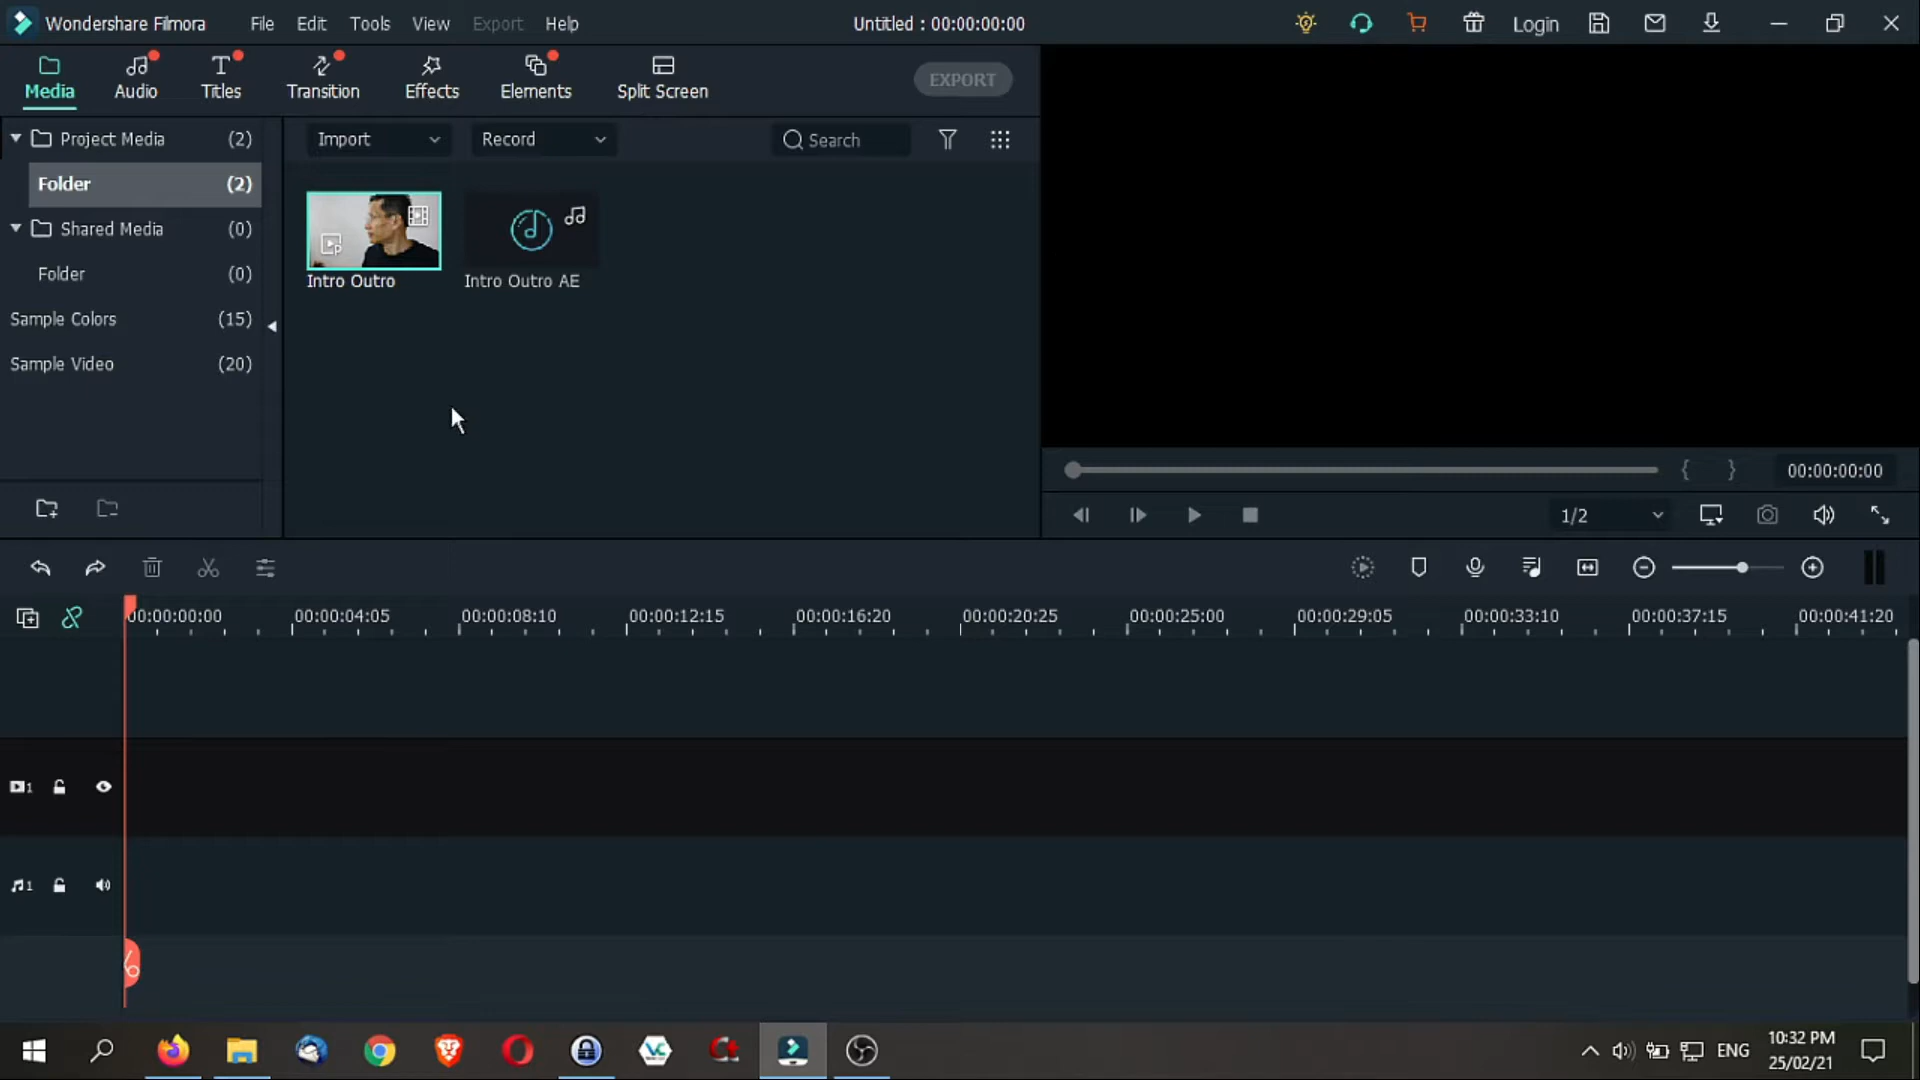 Wondershare Filmora File Edit Tools View Export Help Untitled : 00:00:00:00 Login
Media Audio Titles Transition Effects Elements Split Screen EXPORT
Project Media (2) Import Record Search
Folder (2)
Shared Media (0)
Folder (0)
Intro Outro Intro Outro AE
Sample Colors (15)
Sample Video (20)
{ } 00:00:00:00
1/2
00:00:00:00 00:00:04:05 00:00:08:10 00:00:12:15 00:00:16:20 00:00:20:25 00:00:25:00 00:00:29:05 00:00:33:10 00:00:37:15 00:00:41:20
1
1
ENG 10:32 PM
25/02/21